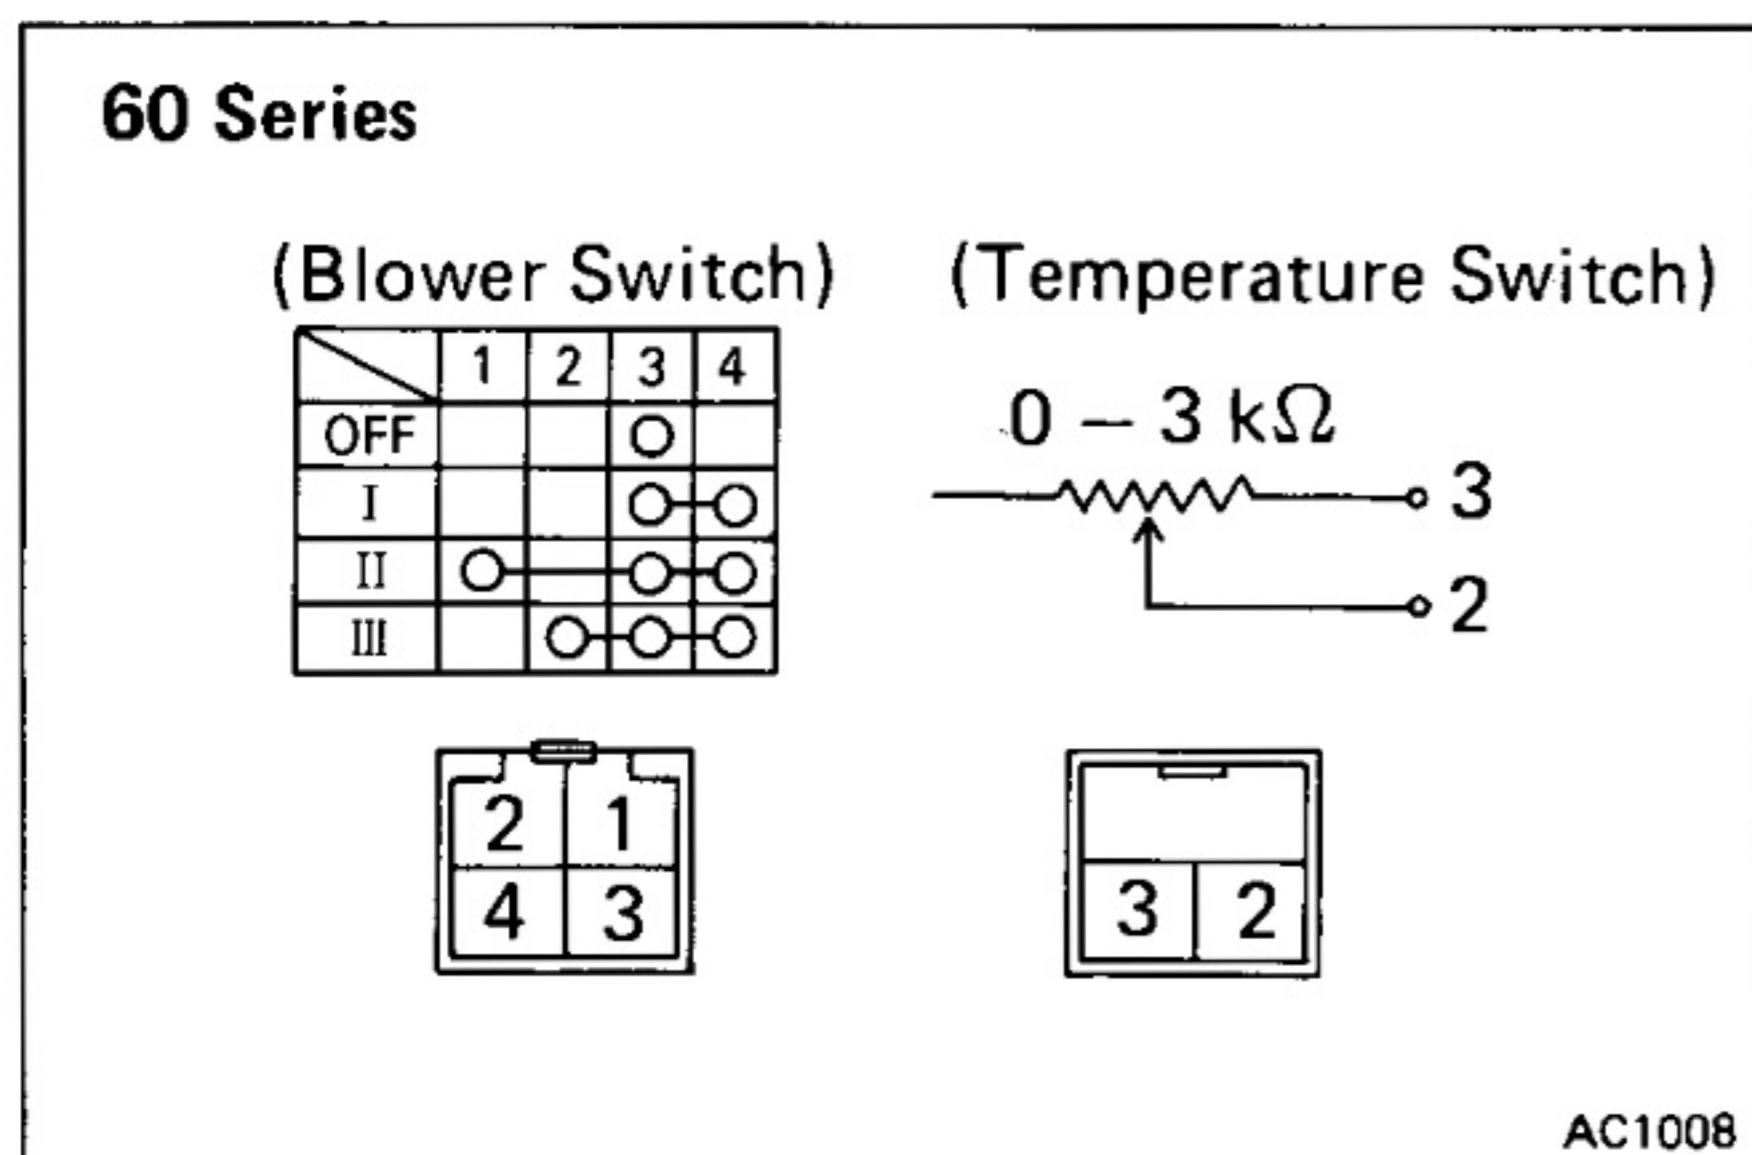 60 Series
(Blower Switch)
(Temperature Switch)
1 2 3 4
OFF
I
II
III
0 – 3 kΩ
3
2
2 1
4 3
3 2
AC1008